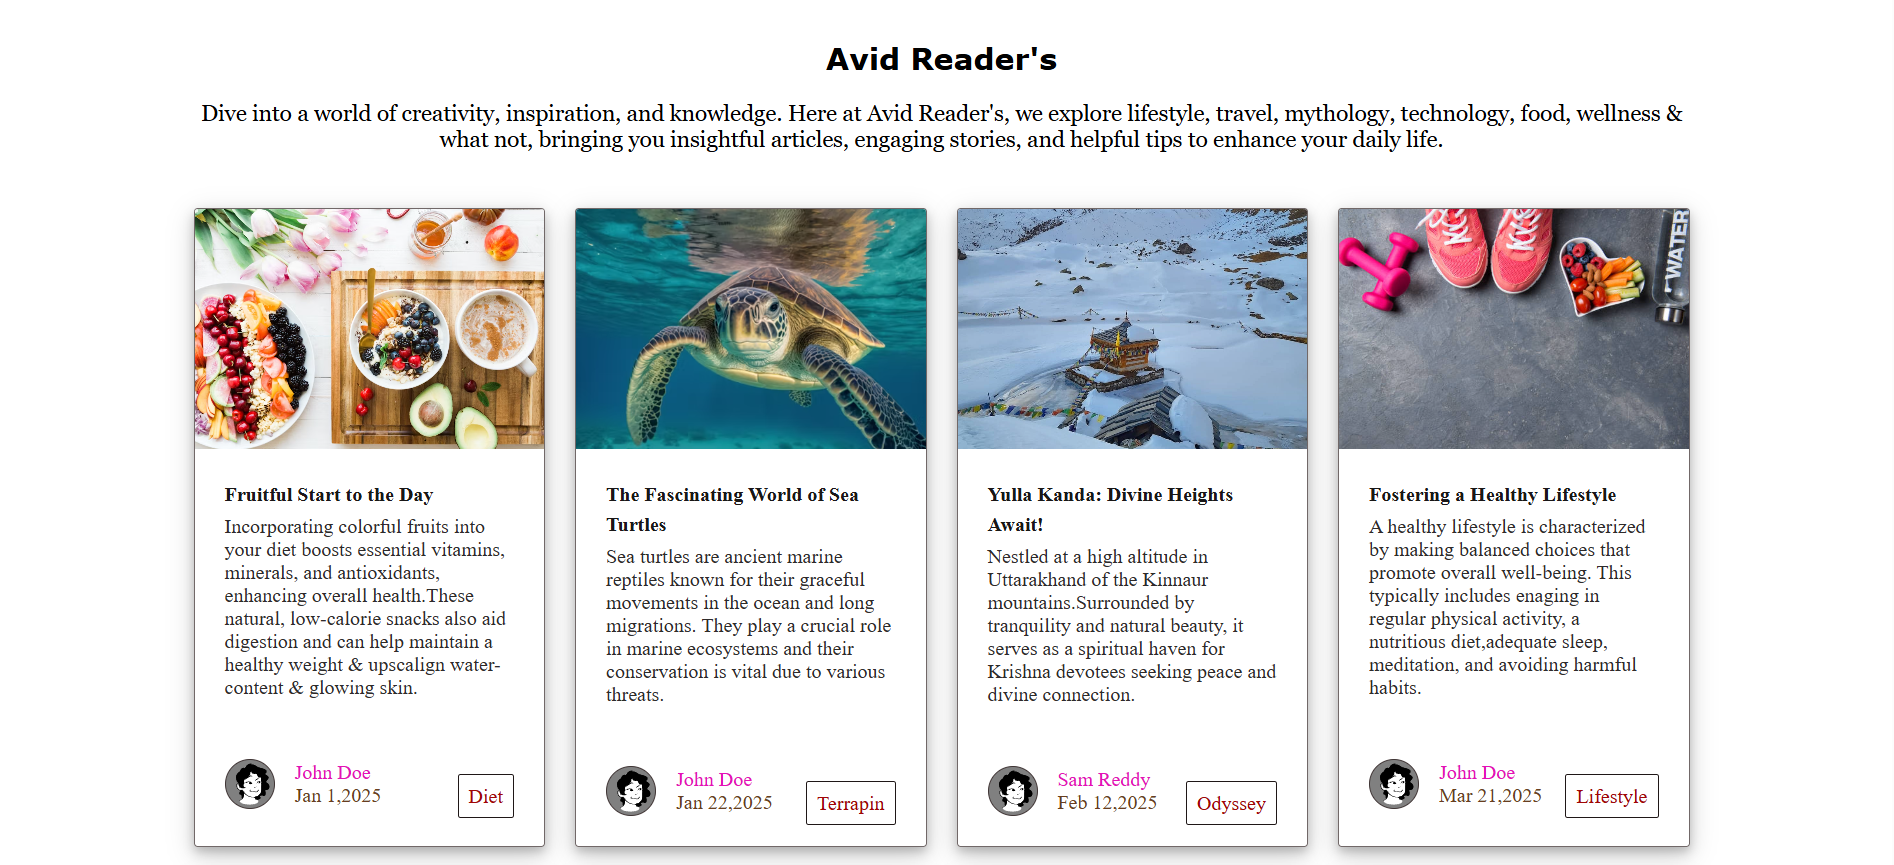 Avid Reader's
Dive into a world of creativity, inspiration, and knowledge. Here at Avid Reader's, we explore lifestyle, travel, mythology, technology, food, wellness &
what not, bringing you insightful articles, engaging stories, and helpful tips to enhance your daily life.
Fruitful Start to the Day
Incorporating colorful fruits into
your diet boosts essential vitamins,
minerals, and antioxidants,
enhancing overall health.These
natural, low-calorie snacks also aid
digestion and can help maintain a
healthy weight & upscalign water-
content & glowing skin.
John Doe
Jan 1,2025
Diet
The Fascinating World of Sea
Turtles
Sea turtles are ancient marine
reptiles known for their graceful
movements in the ocean and long
migrations. They play a crucial role
in marine ecosystems and their
conservation is vital due to various
threats.
John Doe
Jan 22,2025
Terrapin
Yulla Kanda: Divine Heights
Await!
Nestled at a high altitude in
Uttarakhand of the Kinnaur
mountains.Surrounded by
tranquility and natural beauty, it
serves as a spiritual haven for
Krishna devotees seeking peace and
divine connection.
Sam Reddy
Feb 12,2025
Odyssey
WATER
Fostering a Healthy Lifestyle
A healthy lifestyle is characterized
by making balanced choices that
promote overall well-being. This
typically includes enaging in
regular physical activity, a
nutritious diet,adequate sleep,
meditation, and avoiding harmful
habits.
John Doe
Mar 21,2025
Lifestyle